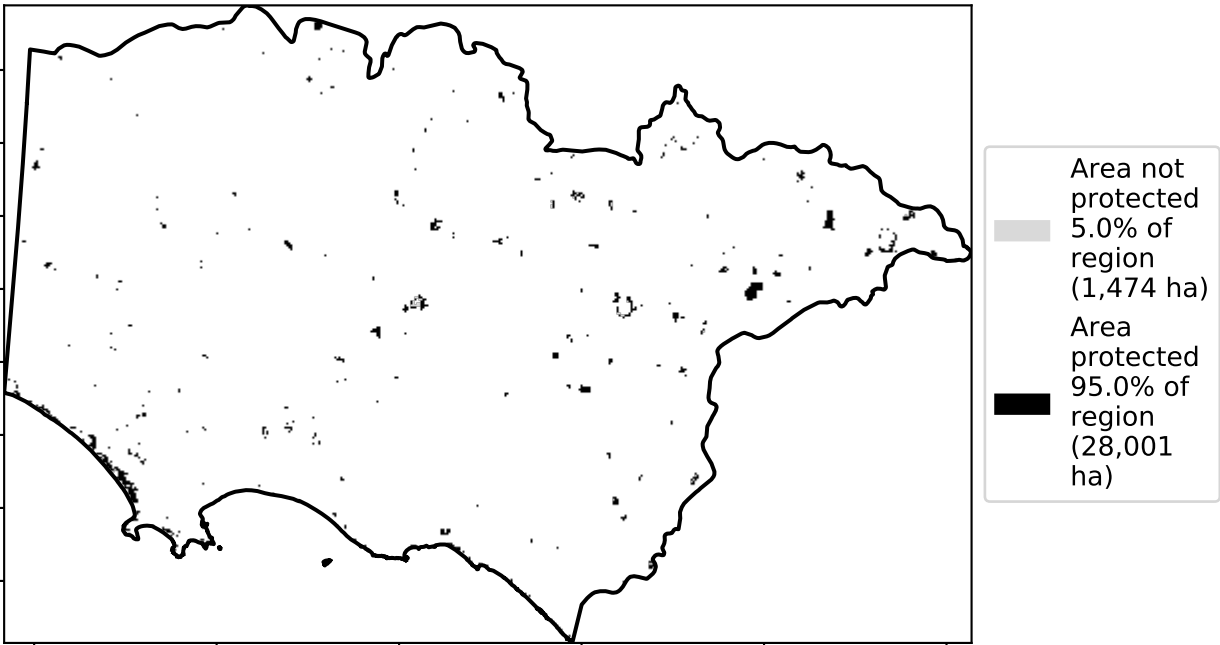 Area not
protected
5.0% of
region
(1,474 ha)
Area
protected
95.0% of
region
(28,001
ha)